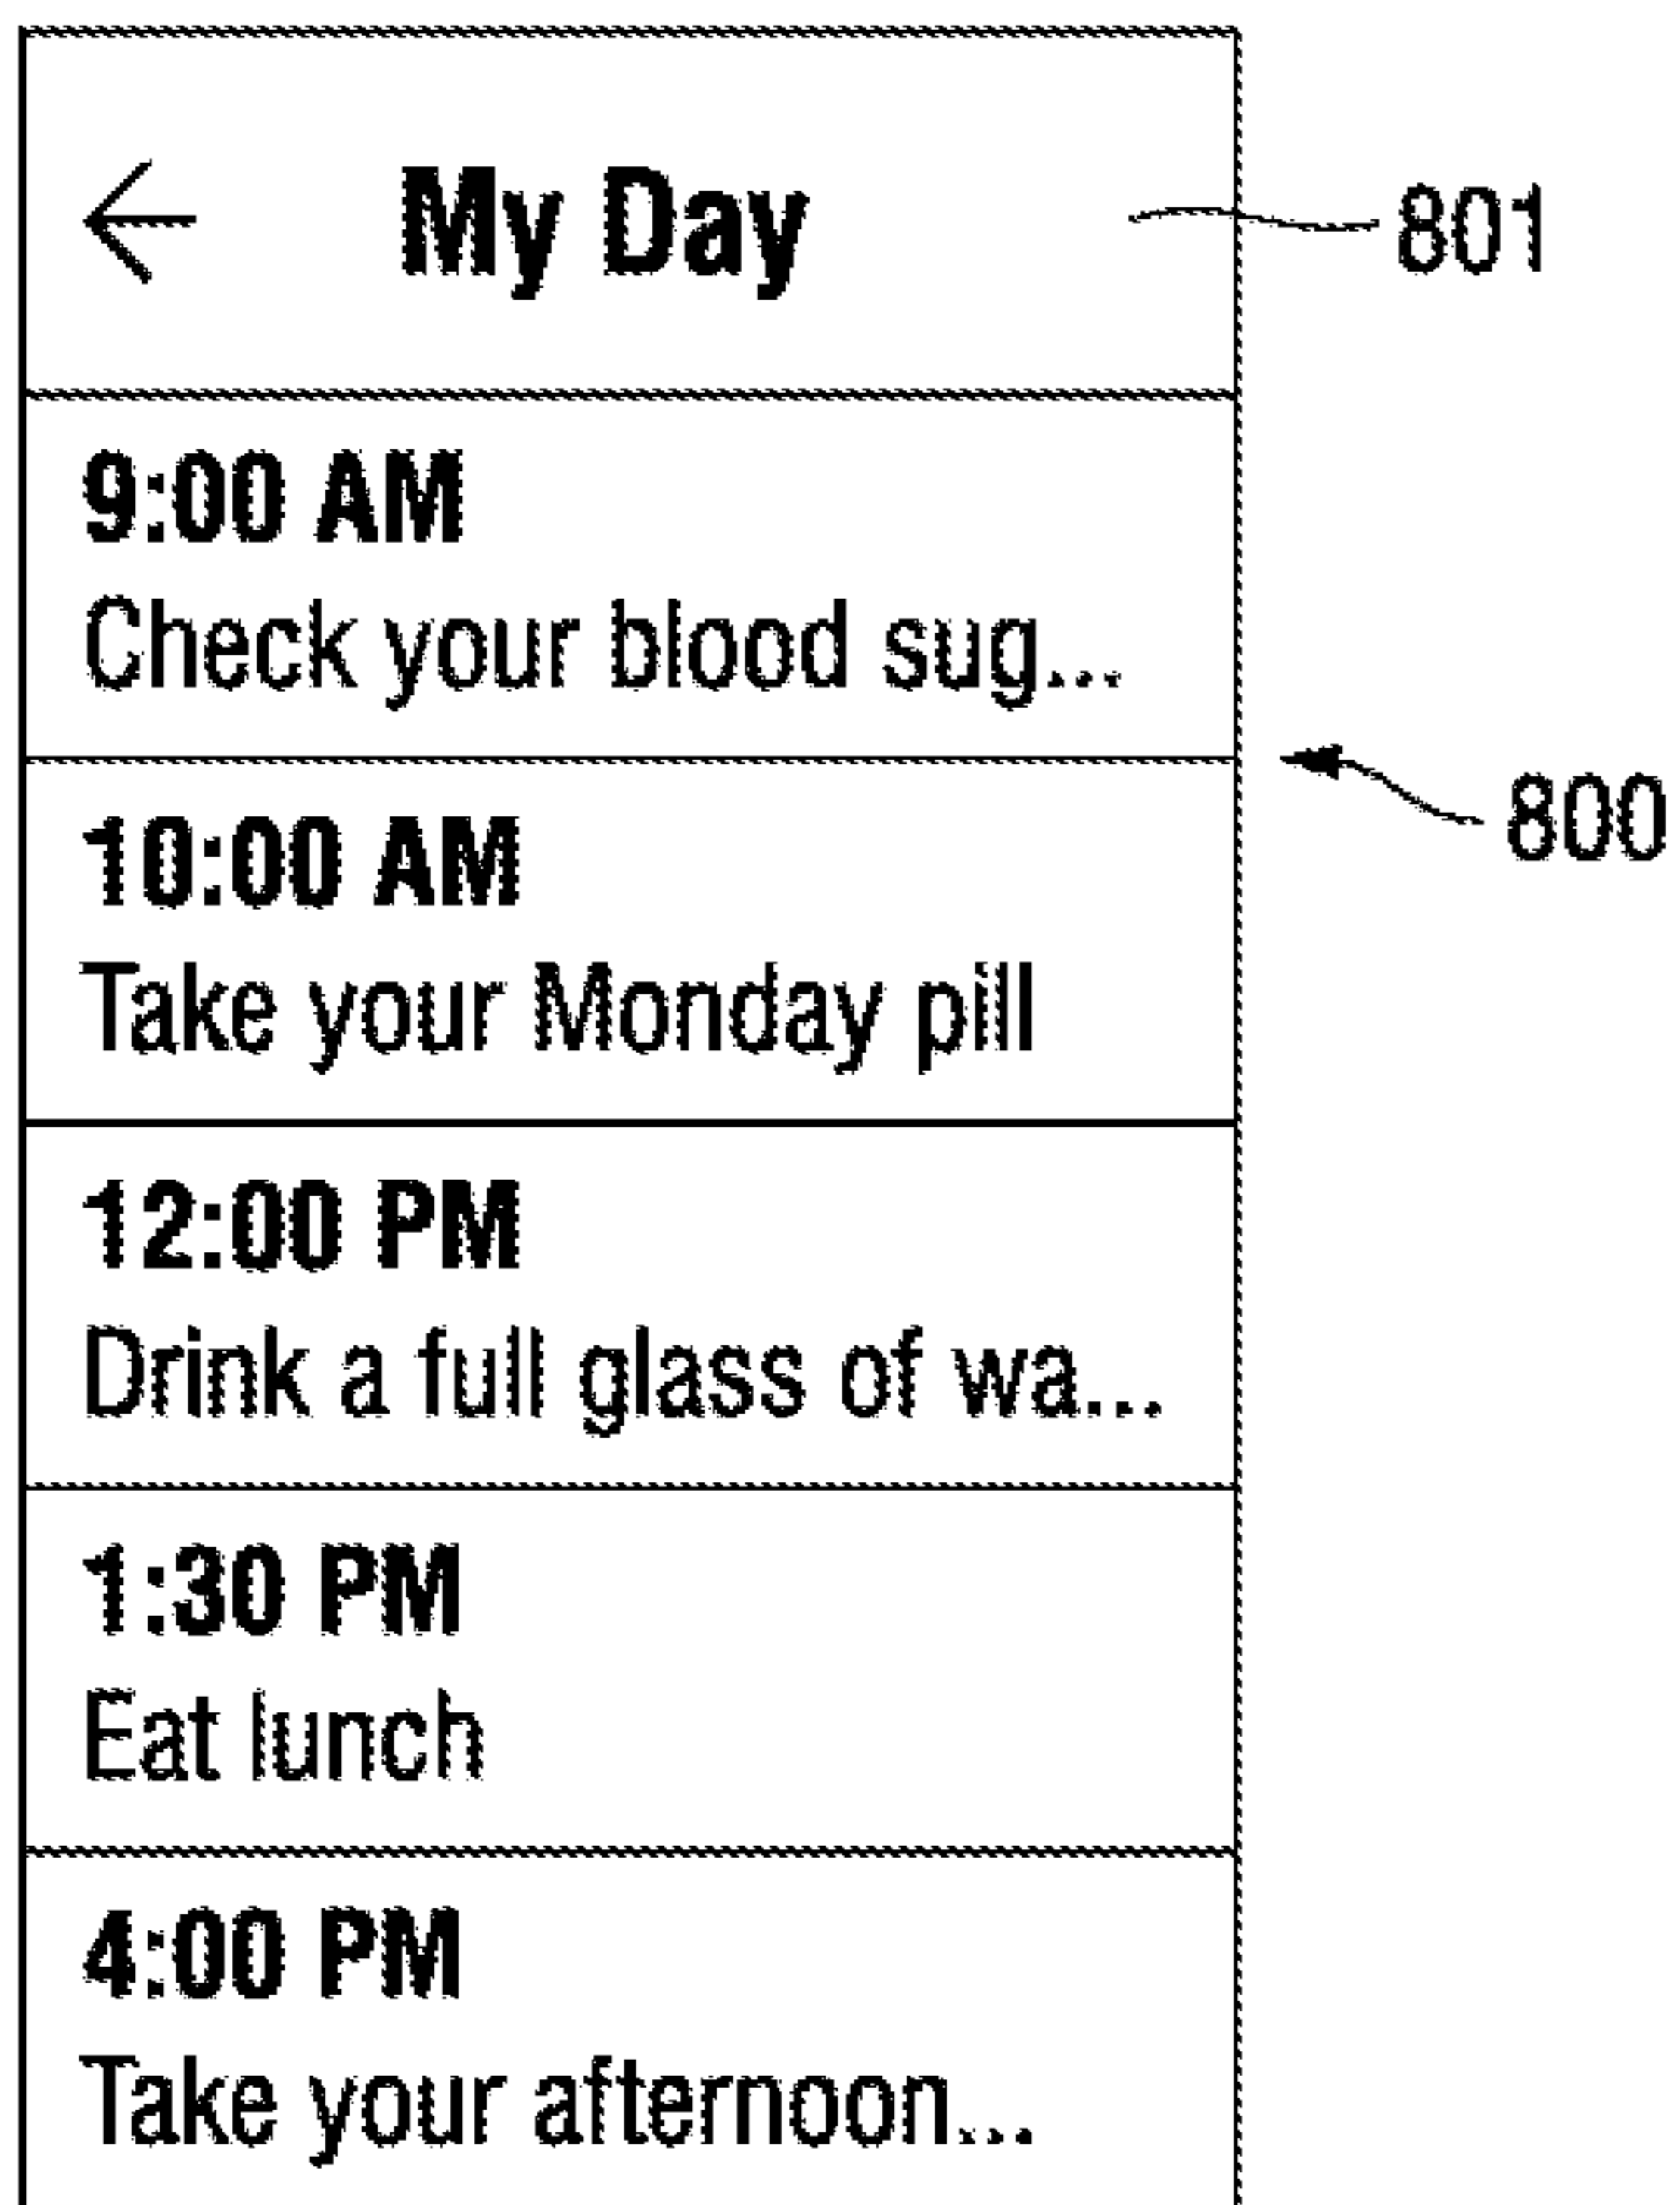 My Day
801
9:00 AM
Check your blood sug...
800
10:00 AM
Take your Monday pill
12:00 PM
Drink a full glass of wa...
1:30 PM
Eat lunch
4:00 PM
Take your afternoon...